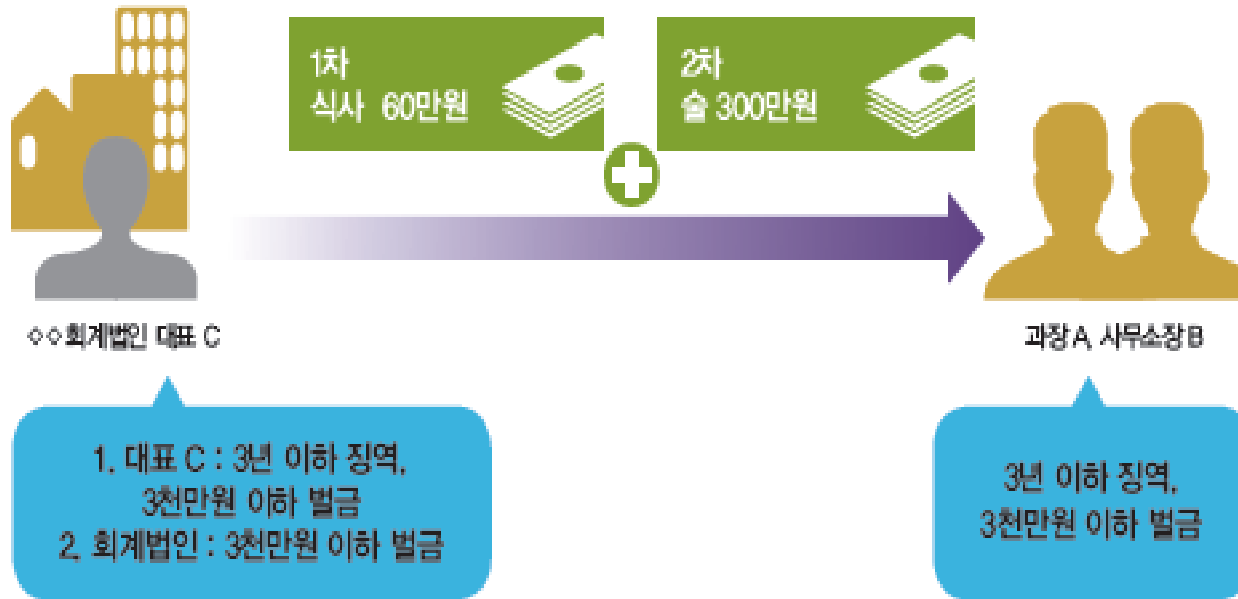 1차
식사 60만원
2차
술 300만원
◇◇회계법인 대표 C
과장 A, 사무소장 B
1. 대표 C : 3년 이하 징역,
3천만원 이하 벌금
2. 회계법인 : 3천만원 이하 벌금
3년 이하 징역,
3천만원 이하 벌금